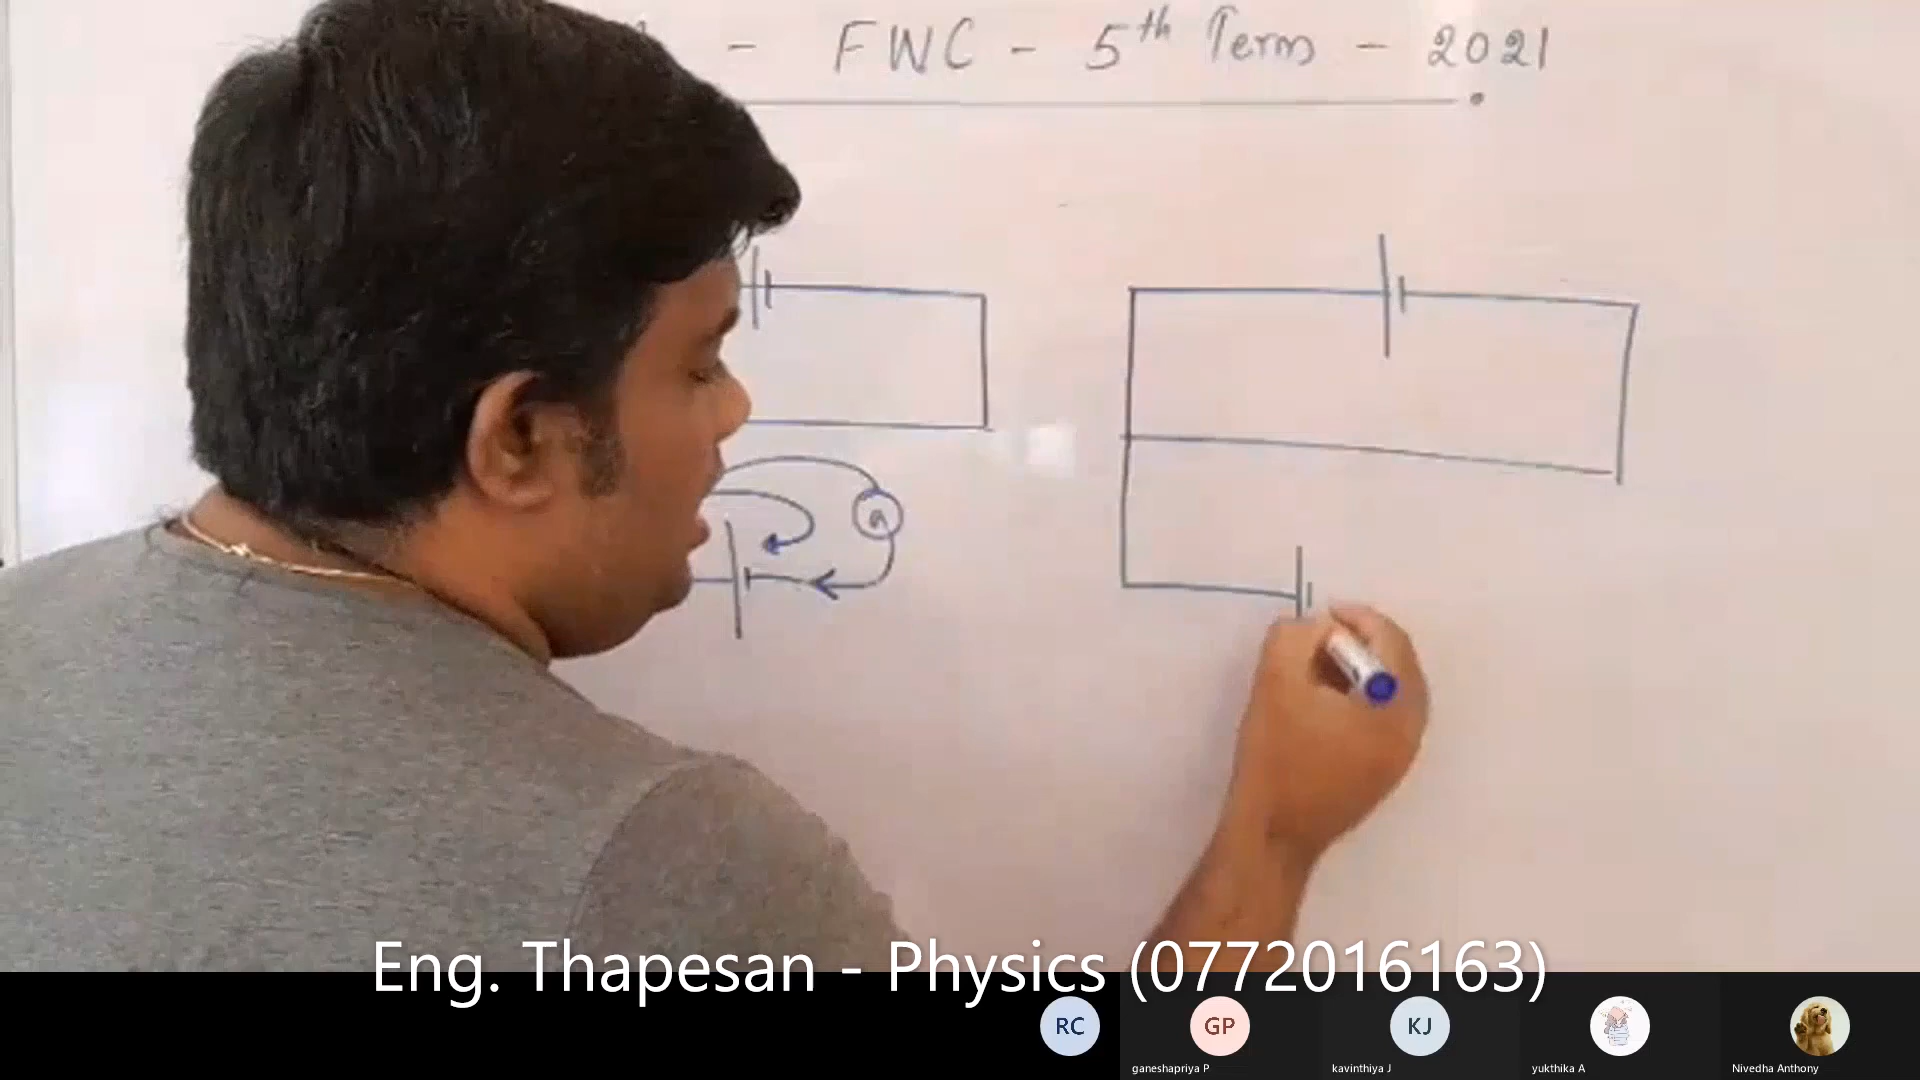 - FWC - 5th Term - 2021
G
Eng. Thapesan - Physics (0772016163)
RC
GP
KJ
ganeshapriya P
kavinthiya J
yukthika A
Nivedha Anthony